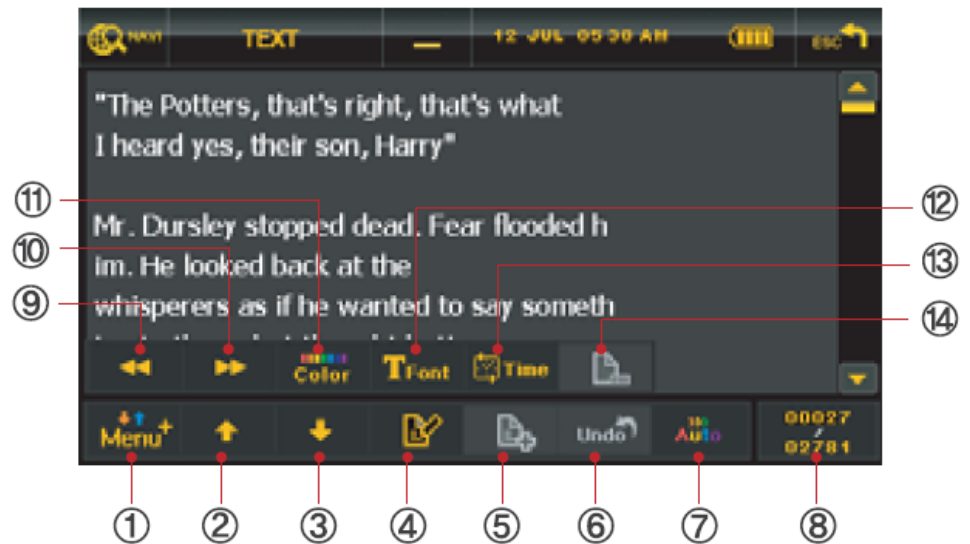 NAVI TEXT 12 JUL 05:30 AM ESC
"The Potters, that's right, that's what
I heard yes, their son, Harry"
Mr. Dursley stopped dead. Fear flooded h
im. He looked back at the
whisperers as if he wanted to say someth
⑪
⑩
⑨
⑫
⑬
⑭
Color TFont Time
Menu+ Undo Auto 00027
/
02781
① ② ③ ④ ⑤ ⑥ ⑦ ⑧